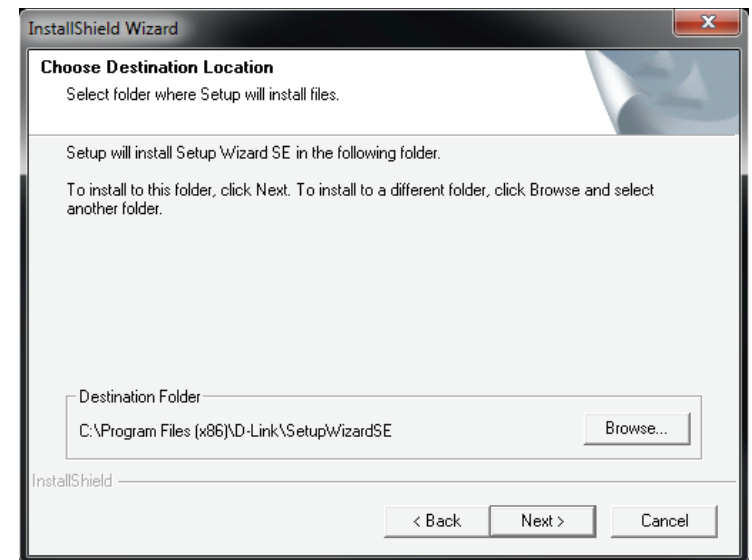 InstallShield Wizard
Choose Destination Location
Select folder where Setup will install files.
Setup will install Setup Wizard SE in the following folder.
To install to this folder, click Next. To install to a different folder, click Browse and select
another folder.
Destination Folder
C:\Program Files (x86)\D-Link\SetupWizardSE
Browse...
InstallShield
< Back
Next >
Cancel